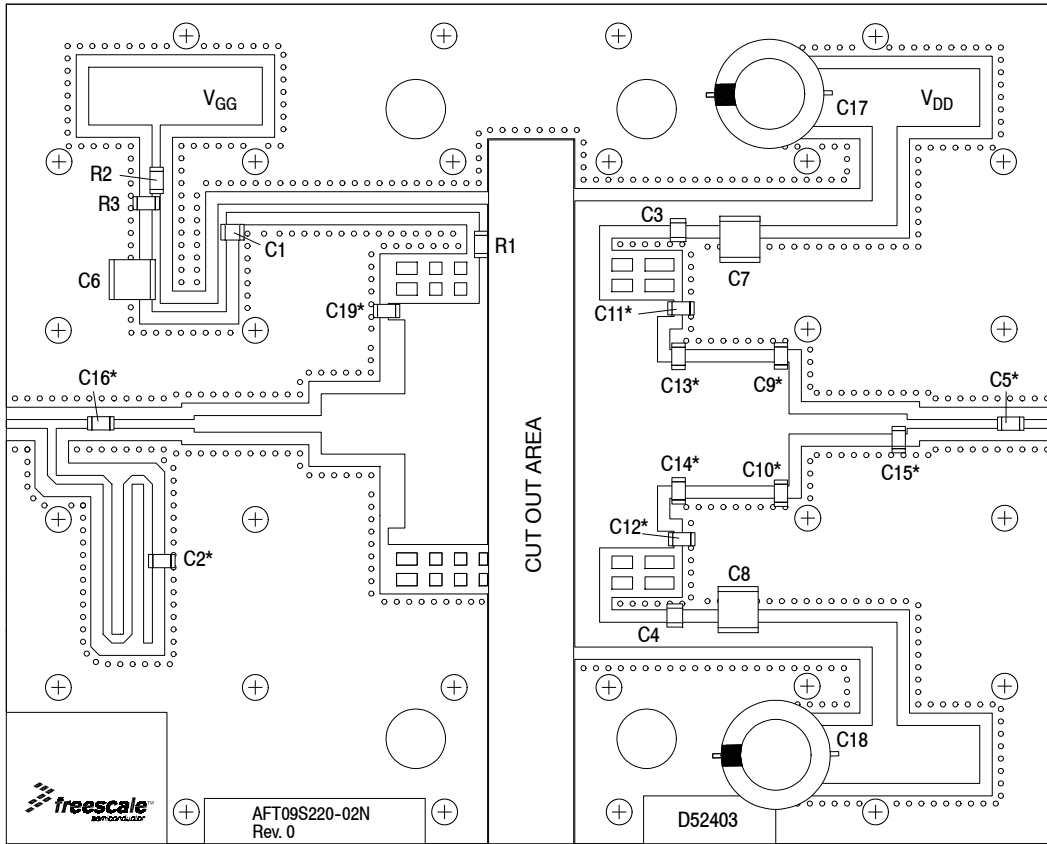 VGG
C17
VDD
R2
R3
C3
C1
R1
C6
C7
C19*
C11*
C16*
C13*
C9*
C5*
CUT OUT AREA
C14*
C10*
C15*
C12*
C2*
C8
C4
C18
freescale™
semiconductor
AFT09S220-02N
Rev. 0
D52403